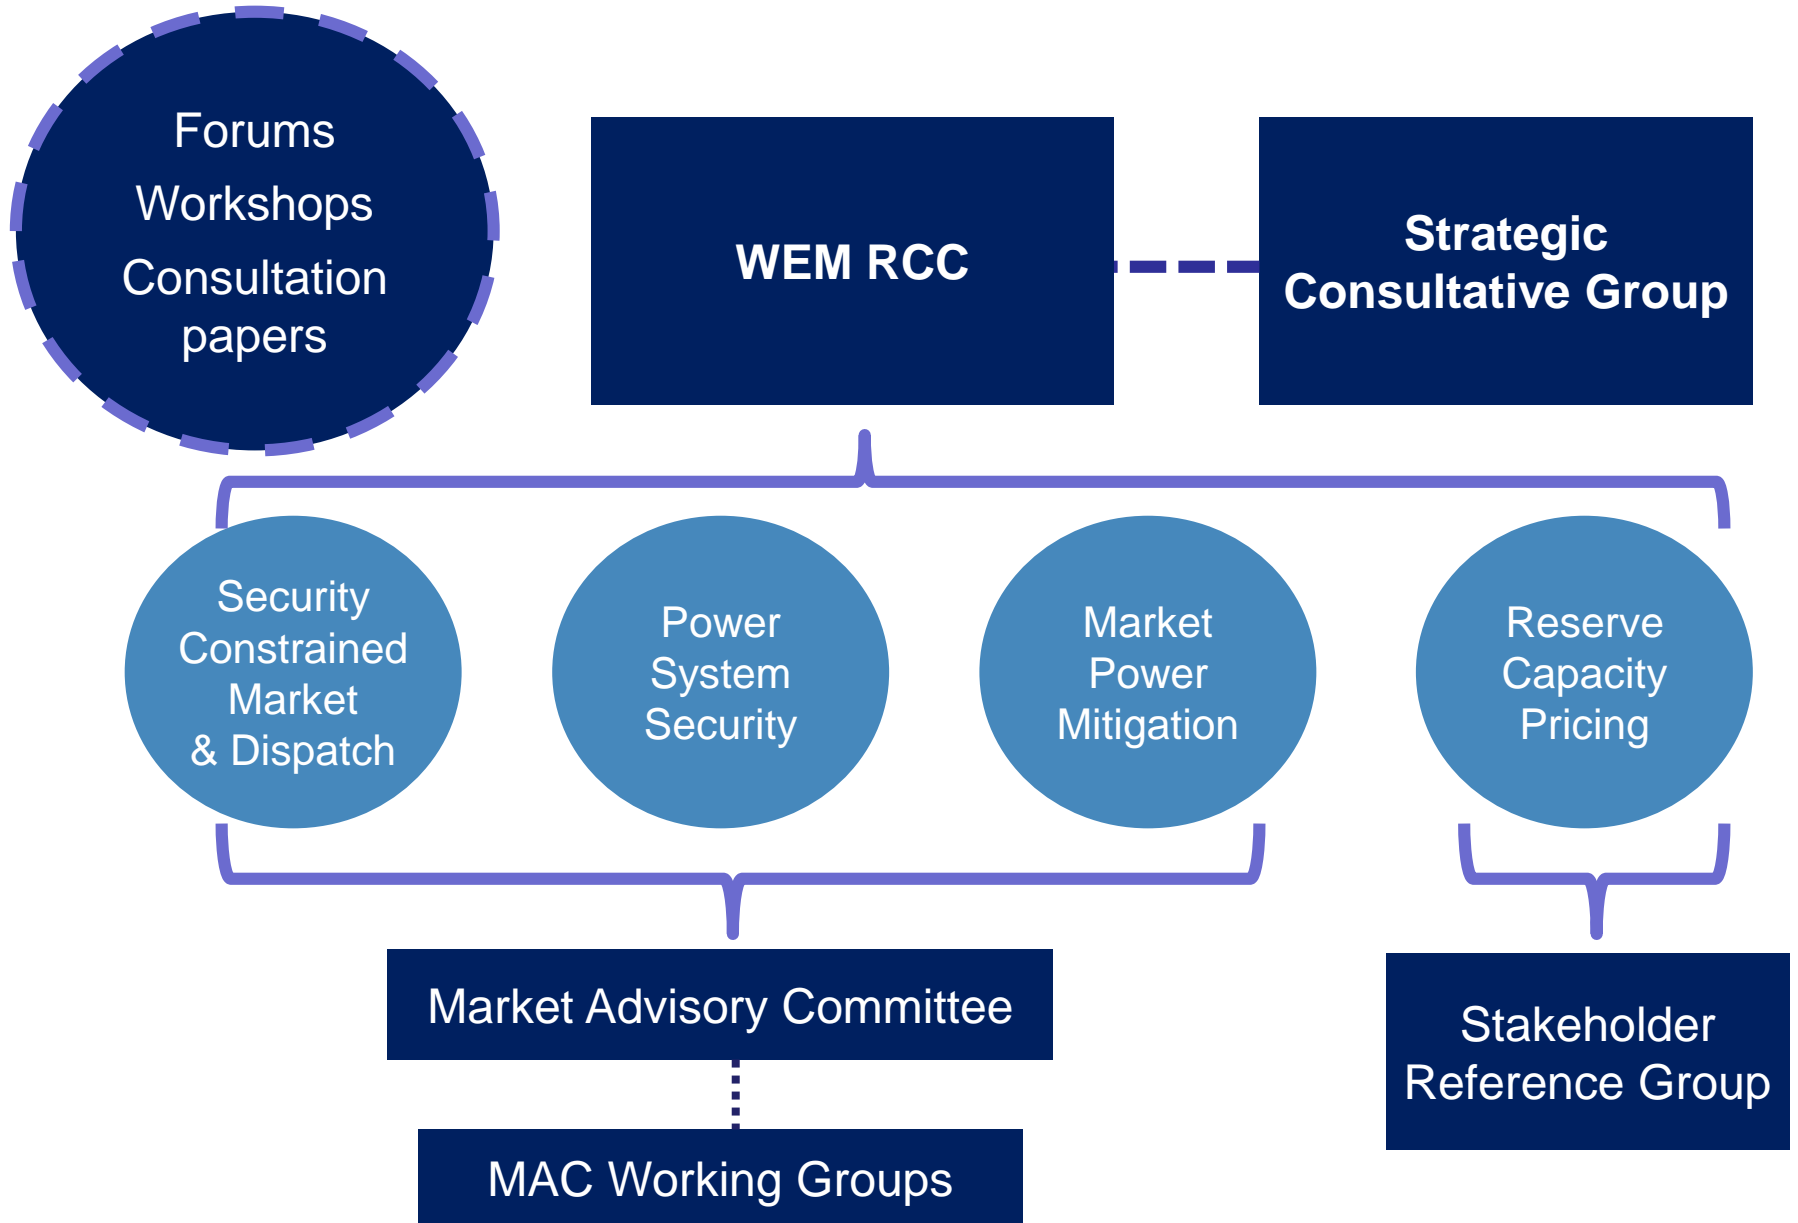 Forums
Workshops
Consultation
papers
WEM RCC
Strategic
Consultative Group
Security
Constrained
Market
& Dispatch
Power
System
Security
Market
Power
Mitigation
Reserve
Capacity
Pricing
Market Advisory Committee
Stakeholder
Reference Group
MAC Working Groups